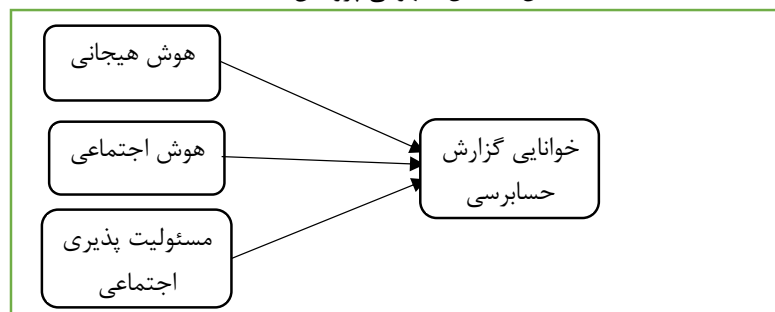 هوش هیجانی
هوش اجتماعی
مسئولیت پذیری
اجتماعی
خوانایی گزارش
حسابرسی